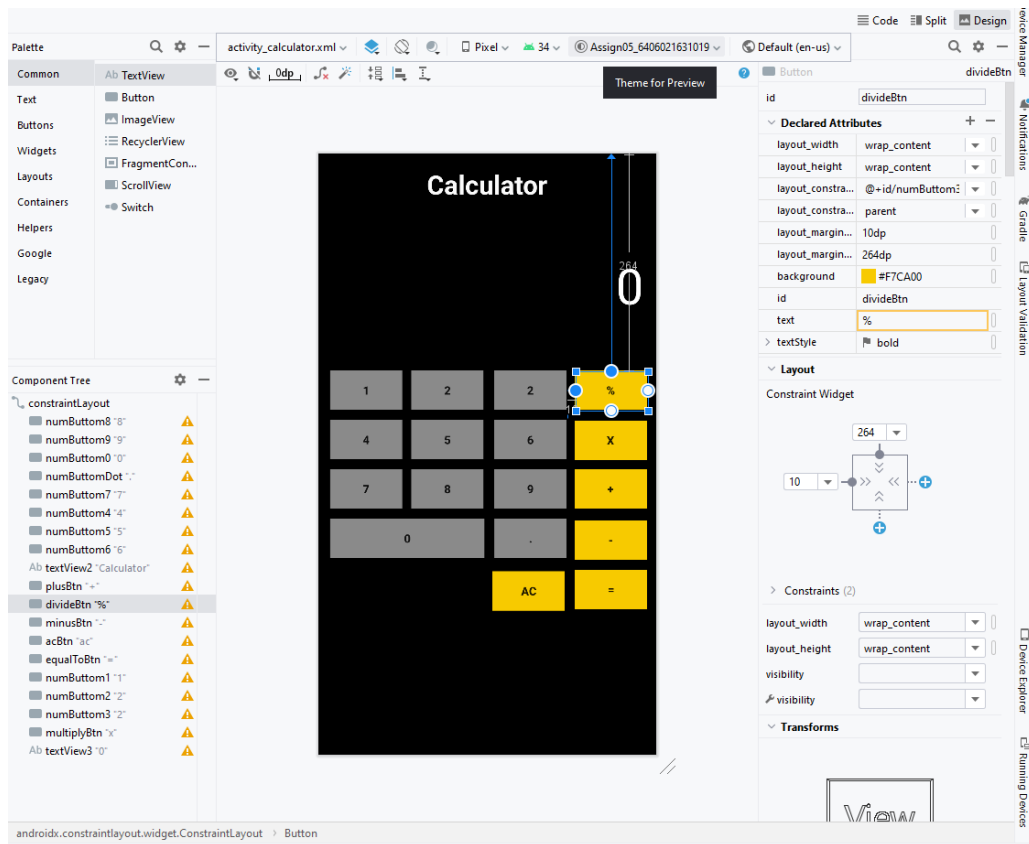 Code Split Design
Device Manager
Notifications
Gradle
Layout Validation
Device Explorer
Running Devices
Palette
Common
Text
Buttons
Widgets
Layouts
Containers
Helpers
Google
Legacy
Ab TextView
Button
ImageView
RecyclerView
FragmentCon...
ScrollView
Switch
activity_calculator.xml Pixel 34 Assign05_6406021631019 Default (en-us)
0dp
Theme for Preview
Component Tree
constraintLayout
numButtom8 "8"
numButtom9 "9"
numButtom0 "0"
numButtomDot "."
numButtom7 "7"
numButtom4 "4"
numButtom5 "5"
numButtom6 "6"
Ab textView2 "Calculator"
plusBtn "+"
divideBtn "%"
minusBtn "-"
acBtn "ac"
equalToBtn "="
numButtom1 "1"
numButtom2 "2"
numButtom3 "2"
multiplyBtn "x"
Ab textView3 "0"
Calculator
264
0
1 2 2 %
4 5 6 X
7 8 9 +
0 . -
AC =
Button divideBtn
id divideBtn
Declared Attributes
layout_width wrap_content
layout_height wrap_content
layout_constra... @+id/numButtom3
layout_constra... parent
layout_margin... 10dp
layout_margin... 264dp
background #F7CA00
id divideBtn
text %
textStyle bold
Layout
Constraint Widget
264
10
Constraints (2)
layout_width wrap_content
layout_height wrap_content
visibility
visibility
Transforms
View
androidx.constraintlayout.widget.ConstraintLayout > Button